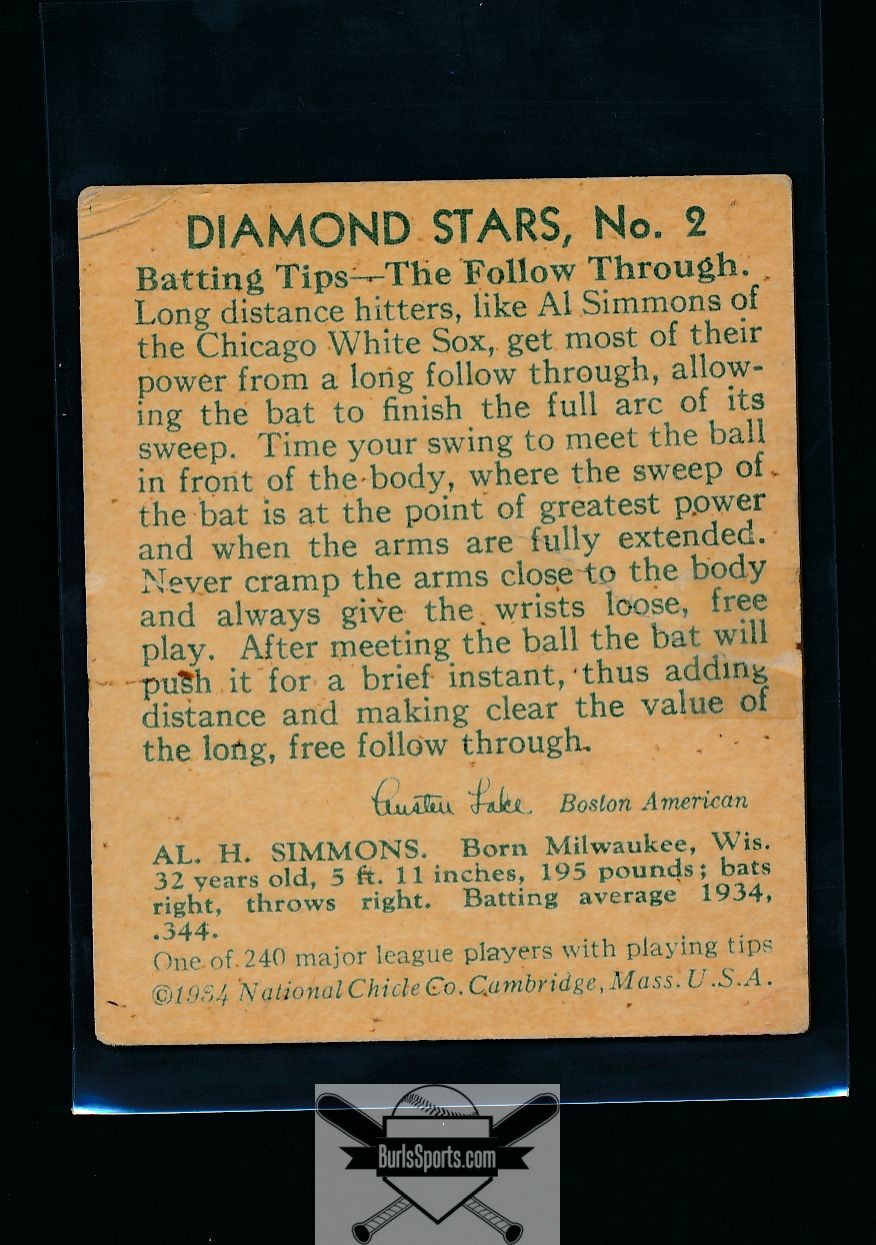 DIAMOND STARS, No. 2
Batting Tips—The Follow Through.
Long distance hitters, like Al Simmons of
the Chicago White Sox, get most of their
power from a long follow through, allow-
ing the bat to finish the full arc of its
sweep. Time your swing to meet the ball
in front of the body, where the sweep of
the bat is at the point of greatest power
and when the arms are fully extended.
Never cramp the arms close to the body
and always give the wrists loose, free
play. After meeting the ball the bat will
push it for a brief instant, thus adding
distance and making clear the value of
the long, free follow through.
Austen Lake Boston American
AL. H. SIMMONS. Born Milwaukee, Wis.
32 years old, 5 ft. 11 inches, 195 pounds; bats
right, throws right. Batting average 1934,
.344.
One of 240 major league players with playing tips
©1934 National Chicle Co. Cambridge, Mass. U.S.A.
BurlsSports.com